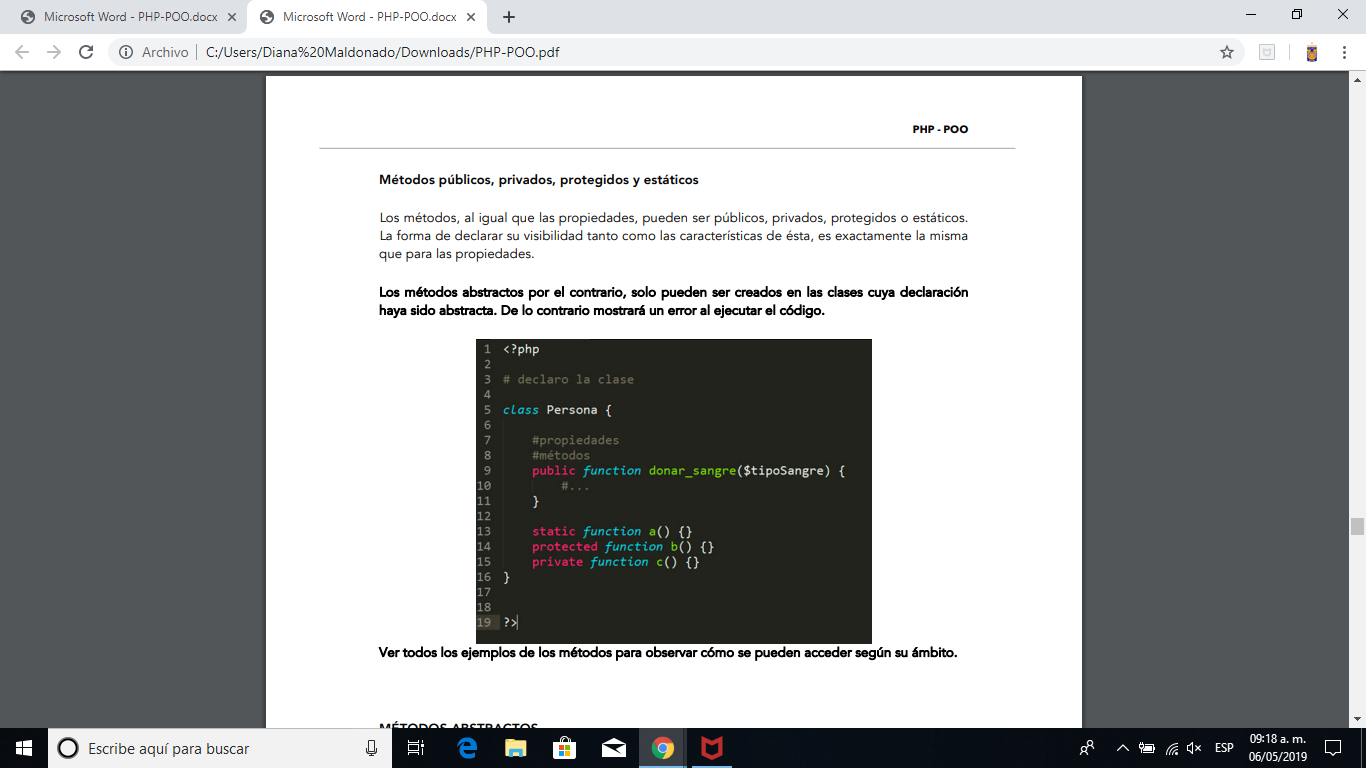 Microsoft Word - PHP-POO.docx
Microsoft Word - PHP-POO.docx
Archivo
C:/Users/Diana%20Maldonado/Downloads/PHP-POO.pdf
PHP - POO
Métodos públicos, privados, protegidos y estáticos
Los métodos, al igual que las propiedades, pueden ser públicos, privados, protegidos o estáticos.
La forma de declarar su visibilidad tanto como las características de ésta, es exactamente la misma
que para las propiedades.
Los métodos abstractos por el contrario, solo pueden ser creados en las clases cuya declaración
haya sido abstracta. De lo contrario mostrará un error al ejecutar el código.
1 <?php
2
3 # declaro la clase
4
5 class Persona {
6
7 #propiedades
8 #métodos
9 public function donar_sangre($tipoSangre) {
10 #...
11 }
12
13 static function a() {}
14 protected function b() {}
15 private function c() {}
16 }
17
18
19 ?>
Ver todos los ejemplos de los métodos para observar cómo se pueden acceder según su ámbito.
MÉTODOS ABSTRACTOS
Escribe aquí para buscar
ESP
09:18 a. m.
06/05/2019